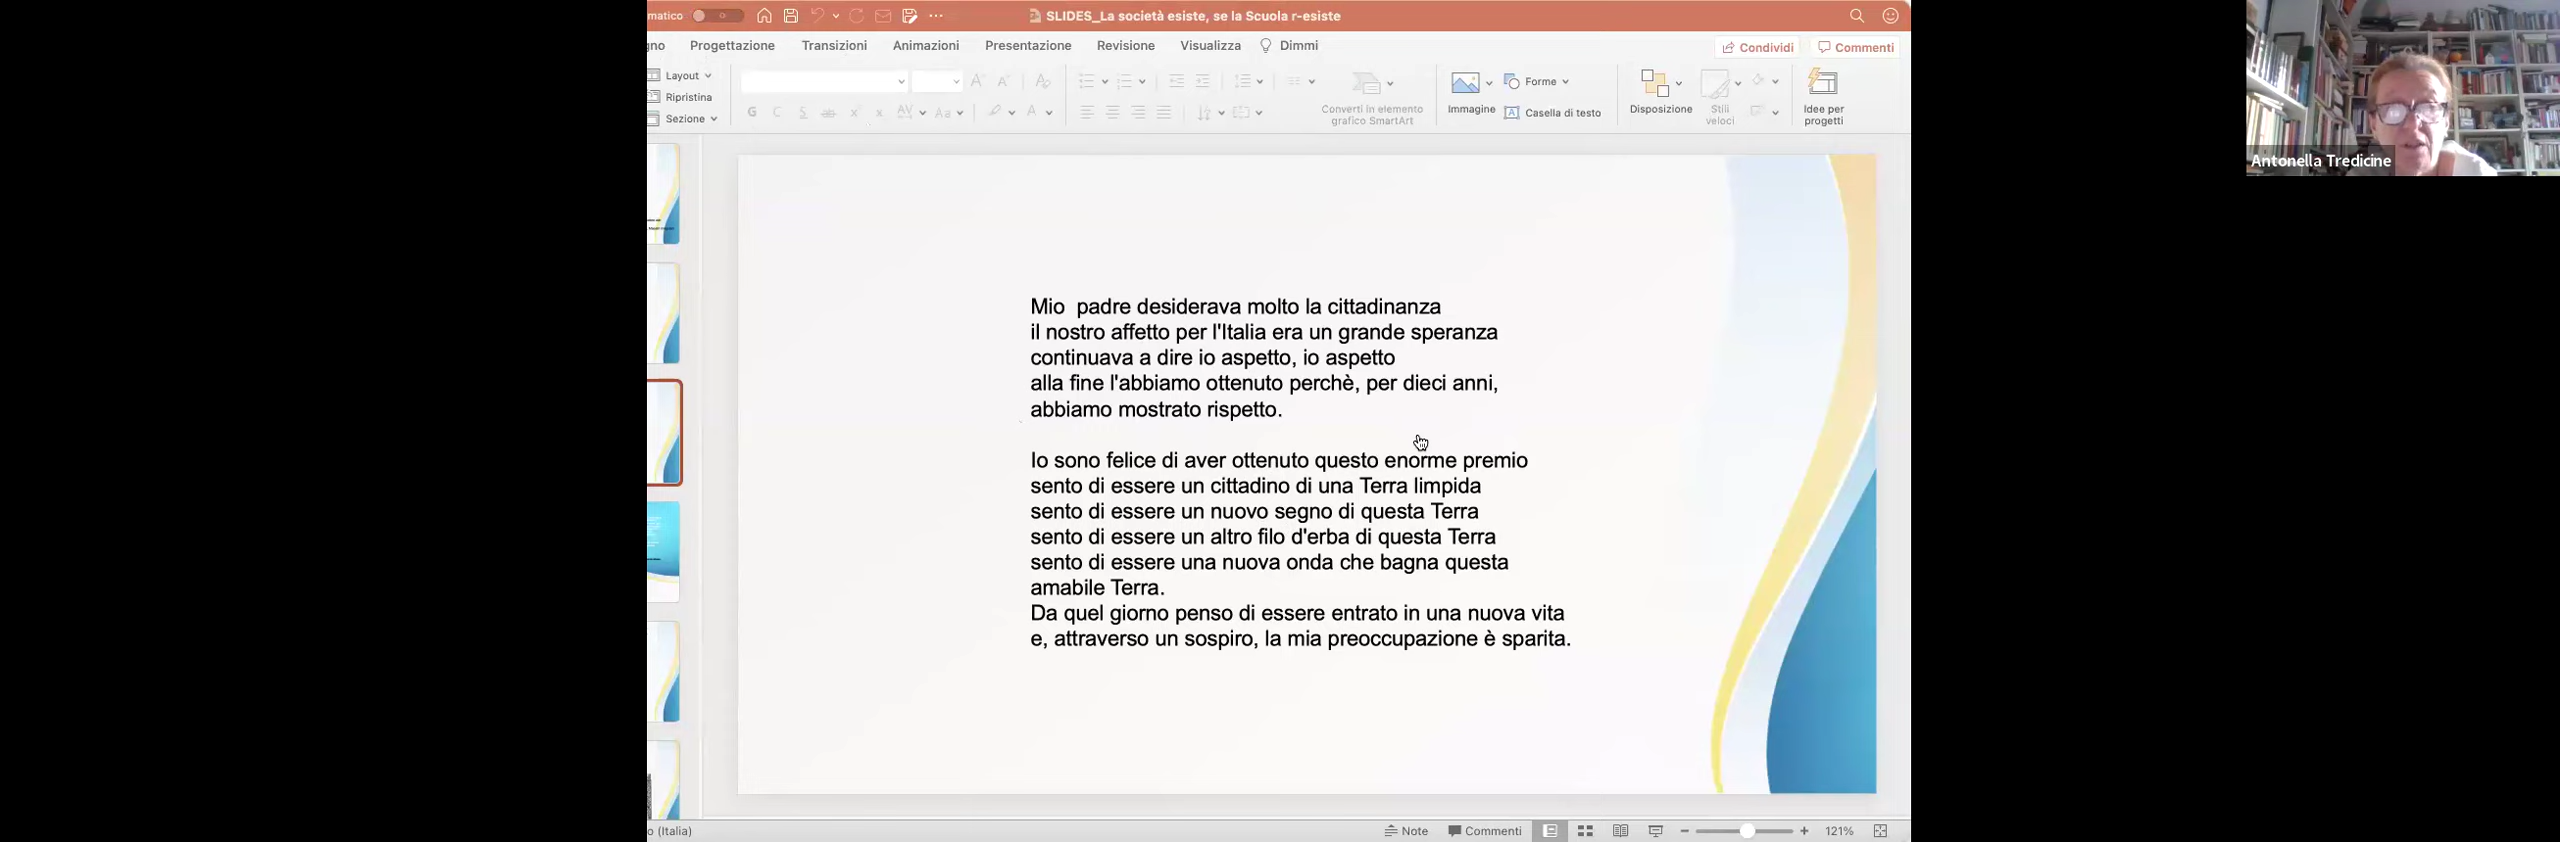 matico
SLIDES_La società esiste, se la Scuola r-esiste
gno Progettazione Transizioni Animazioni Presentazione Revisione Visualizza Dimmi
Condividi Commenti
Layout
Ripristina
Sezione
G C S ab x x AV Aa A
Converti in elemento
grafico SmartArt
Immagine
Forme
Casella di testo
Disposizione
Stili
veloci
Idee per
progetti
Antonella Tredicine
Mio padre desiderava molto la cittadinanza
il nostro affetto per l'Italia era un grande speranza
continuava a dire io aspetto, io aspetto
alla fine l'abbiamo ottenuto perchè, per dieci anni,
abbiamo mostrato rispetto.
Io sono felice di aver ottenuto questo enorme premio
sento di essere un cittadino di una Terra limpida
sento di essere un nuovo segno di questa Terra
sento di essere un altro filo d'erba di questa Terra
sento di essere una nuova onda che bagna questa
amabile Terra.
Da quel giorno penso di essere entrato in una nuova vita
e, attraverso un sospiro, la mia preoccupazione è sparita.
o (Italia)
Note Commenti 121%